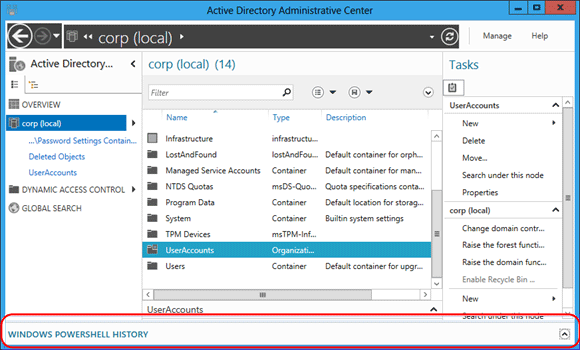 Active Directory Administrative Center
corp (local)
Manage
Help
Active Directory...
OVERVIEW
corp (local)
...\Password Settings Contain...
Deleted Objects
UserAccounts
DYNAMIC ACCESS CONTROL
GLOBAL SEARCH
corp (local) (14)
Filter
Name Type Description
Infrastructure infrastructu...
LostAndFound lostAndFou... Default container for orph...
Managed Service Accounts Container Default container for man...
NTDS Quotas msDS-Quo... Quota specifications conta...
Program Data Container Default location for storag...
System Container Builtin system settings
TPM Devices msTPM-Inf...
UserAccounts Organizati...
Users Container Default container for upgr...
UserAccounts
Tasks
UserAccounts
New
Delete
Move...
Search under this node
Properties
corp (local)
Change domain contr...
Raise the forest functi...
Raise the domain func...
Enable Recycle Bin ...
New
Search under this node
WINDOWS POWERSHELL HISTORY